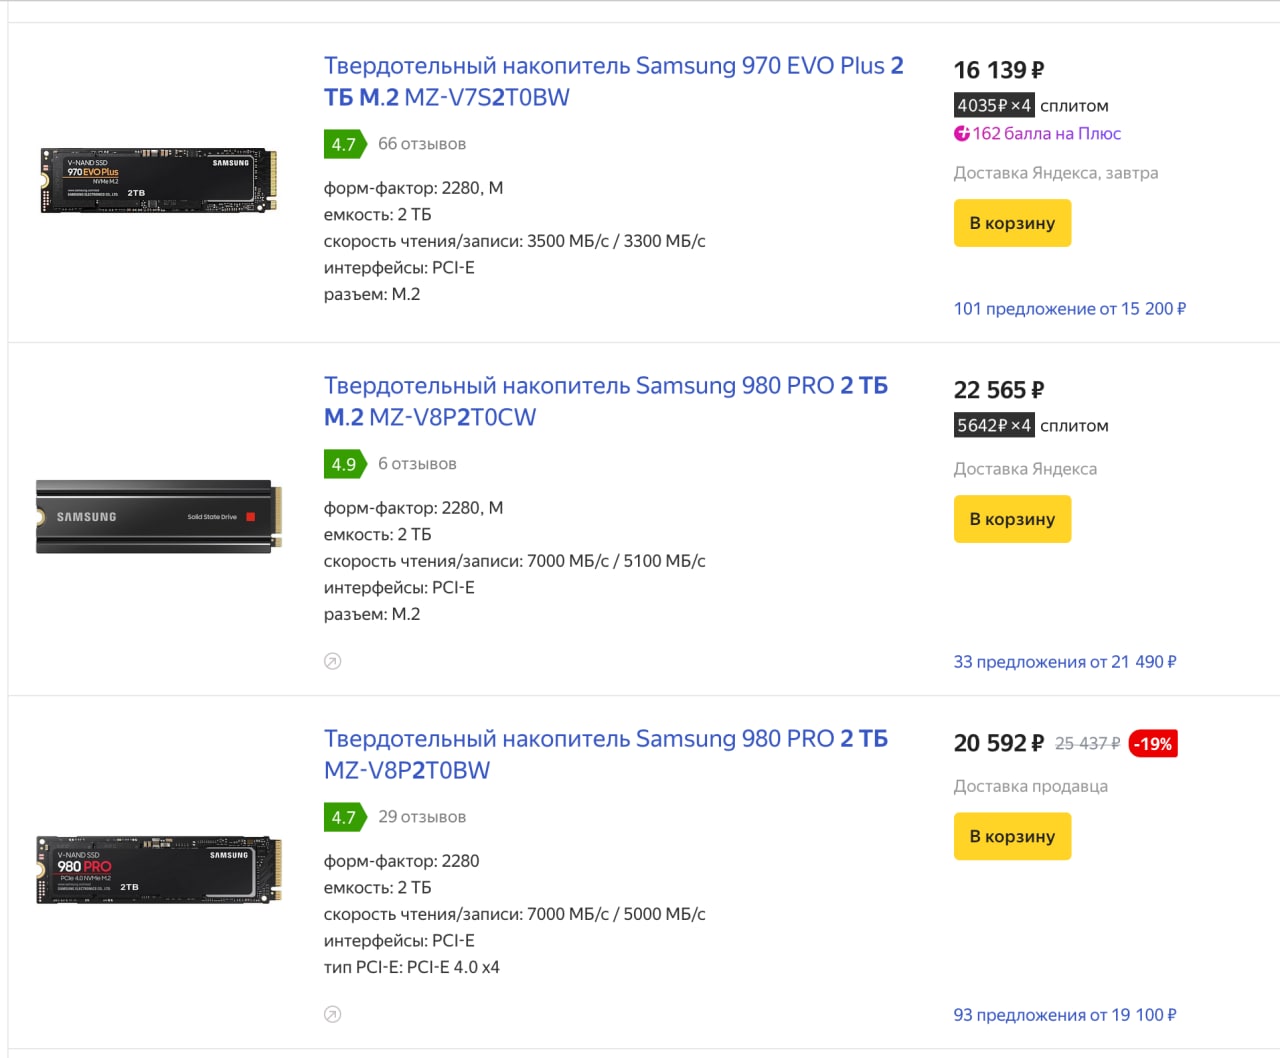 Твердотельный накопитель Samsung 970 EVO Plus 2
ТБ M.2 MZ-V7S2T0BW
4.7 66 отзывов
форм-фактор: 2280, M
емкость: 2 ТБ
скорость чтения/записи: 3500 МБ/с / 3300 МБ/с
интерфейсы: PCI-E
разъем: M.2
V-NAND SSD
970 EVO Plus
NVMe M.2
2TB
SAMSUNG
16 139 ₽
4035₽ ×4 сплитом
162 балла на Плюс
Доставка Яндекса, завтра
В корзину
101 предложение от 15 200 ₽
Твердотельный накопитель Samsung 980 PRO 2 ТБ
M.2 MZ-V8P2T0CW
4.9 6 отзывов
форм-фактор: 2280, M
емкость: 2 ТБ
скорость чтения/записи: 7000 МБ/с / 5100 МБ/с
интерфейсы: PCI-E
разъем: M.2
SAMSUNG Solid State Drive
22 565 ₽
5642₽ ×4 сплитом
Доставка Яндекса
В корзину
33 предложения от 21 490 ₽
Твердотельный накопитель Samsung 980 PRO 2 ТБ
MZ-V8P2T0BW
4.7 29 отзывов
форм-фактор: 2280
емкость: 2 ТБ
скорость чтения/записи: 7000 МБ/с / 5000 МБ/с
интерфейсы: PCI-E
тип PCI-E: PCI-E 4.0 x4
V-NAND SSD
980 PRO
PCIe 4.0 NVMe M.2
2TB
SAMSUNG
20 592 ₽ 25 437 ₽ -19%
Доставка продавца
В корзину
93 предложения от 19 100 ₽